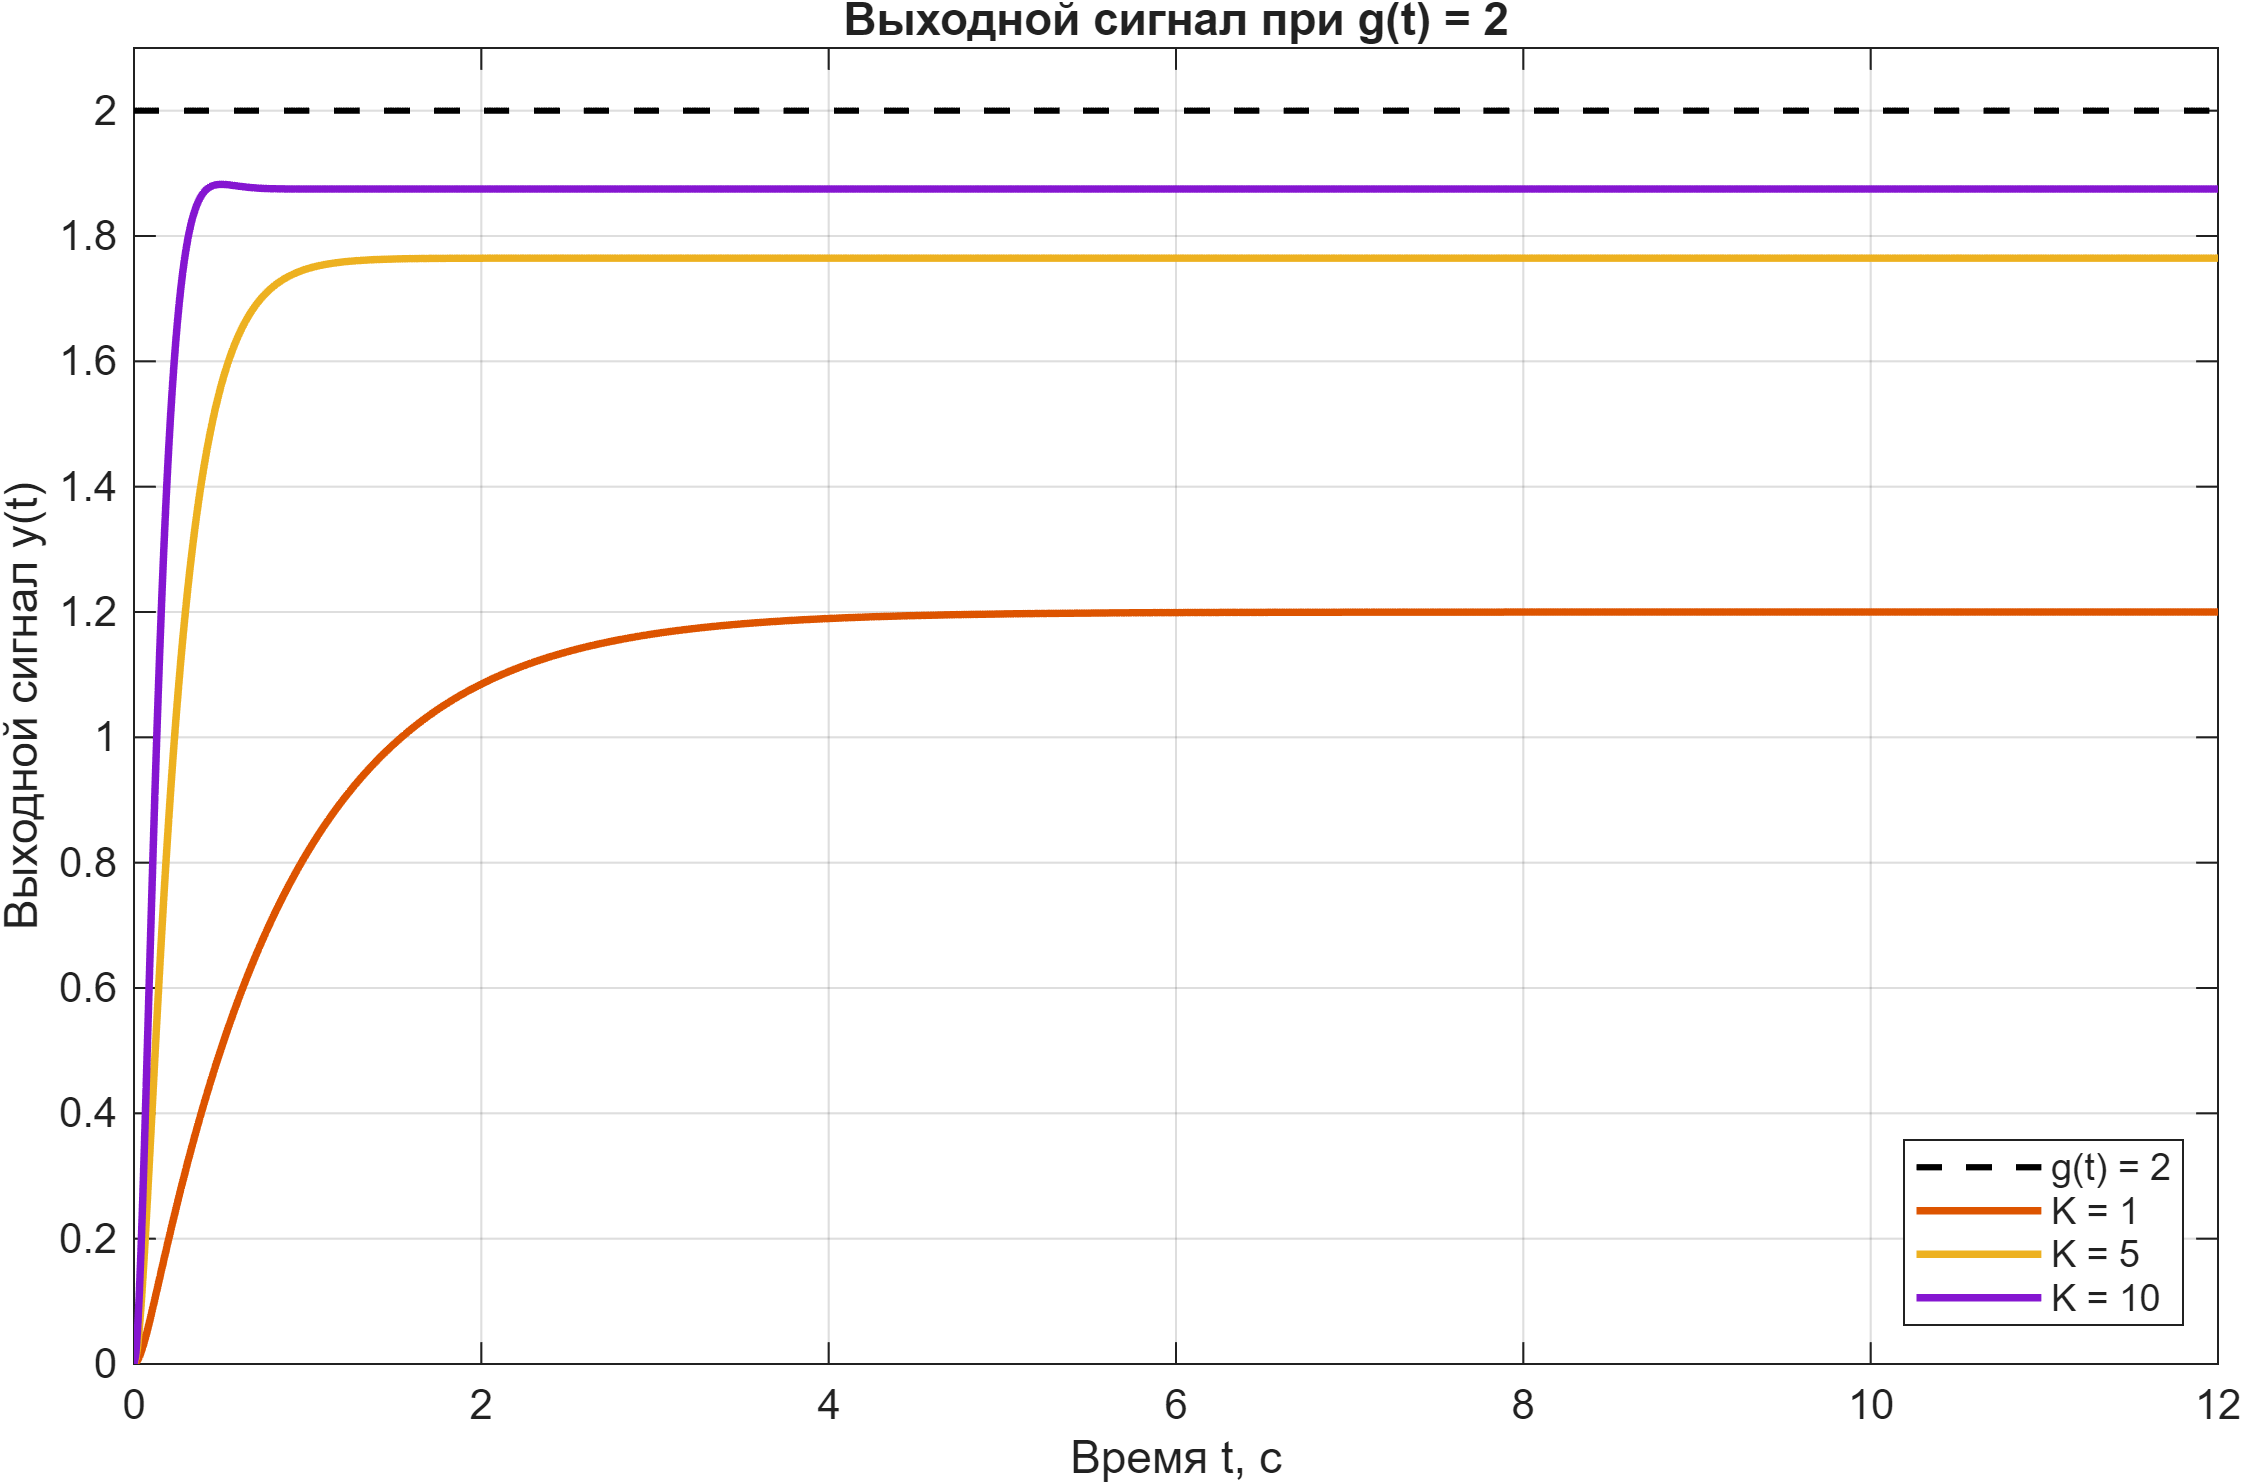 Выходной сигнал при g(t) = 2
Выходной сигнал y(t)
2
1.8
1.6
1.4
1.2
1
0.8
0.6
0.4
0.2
0
g(t) = 2
K = 1
K = 5
K = 10
0 2 4 6 8 10 12
Время t, с